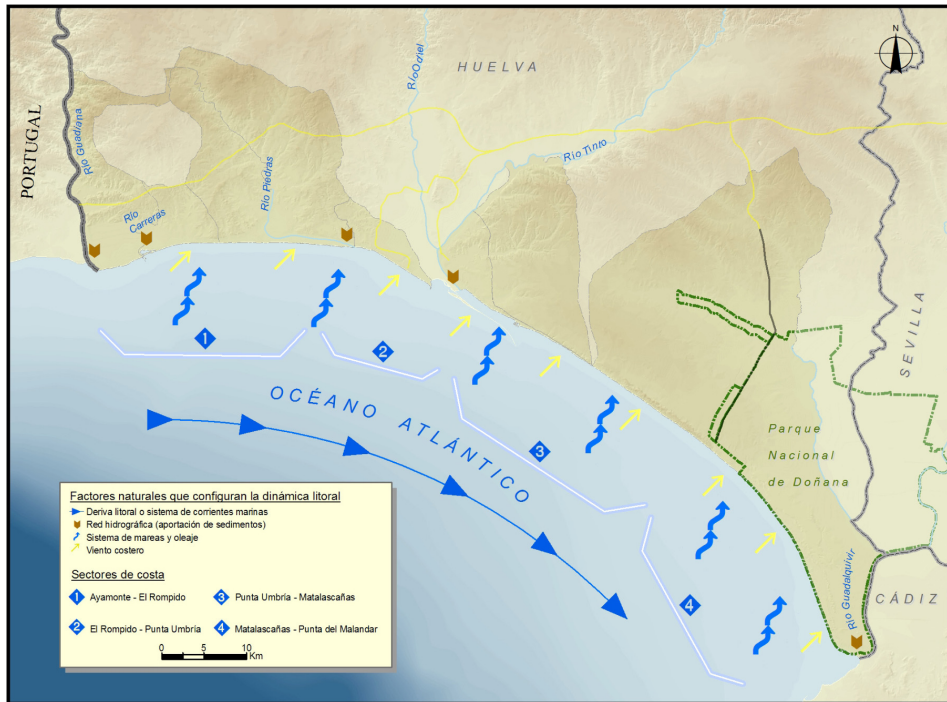 HUELVA
Río Odiel
PORTUGAL
Río Guadiana
Río
Carreras
Río Piedras
Río Tinto
SEVILLA
1
2
3
4
OCÉANO ATLÁNTICO
Parque
Nacional
de Doñana
Río Guadalquivir
CÁDIZ
Factores naturales que configuran la dinámica litoral
Deriva litoral o sistema de corrientes marinas
Red hidrográfica (aportación de sedimentos)
Sistema de mareas y oleaje
Viento costero
Sectores de costa
1 Ayamonte - El Rompido
3 Punta Umbría - Matalascañas
2 El Rompido - Punta Umbría
4 Matalascañas - Punta del Malandar
0 5 10
Km